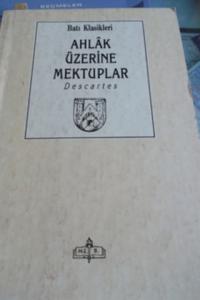 Batı Klasikleri
AHLÂK
ÜZERİNE
MEKTUPLAR
Descartes